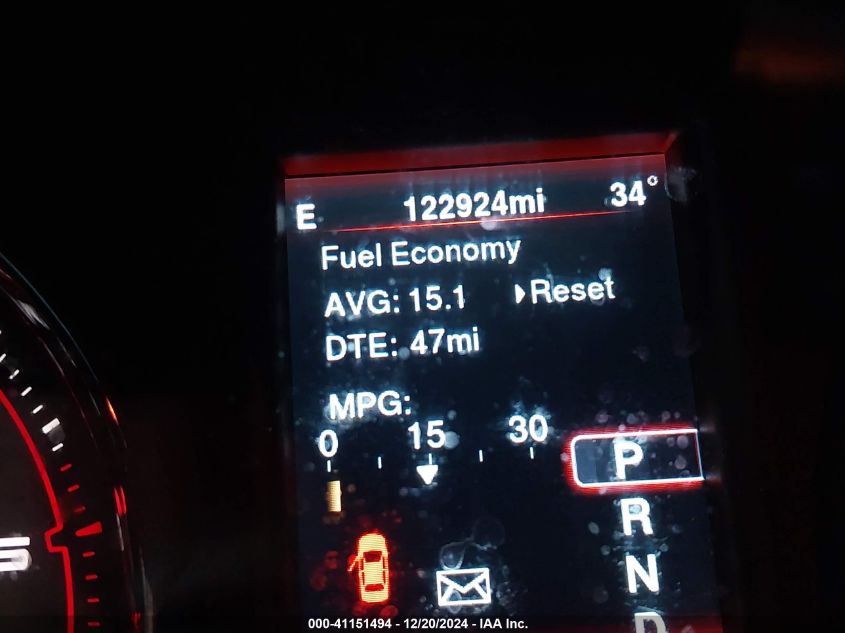 E 122924mi 34°
Fuel Economy
AVG: 15.1 Reset
DTE: 47mi
MPG:
0 15 30
P
R
N
D
000-41151494 - 12/20/2024 - IAA Inc.